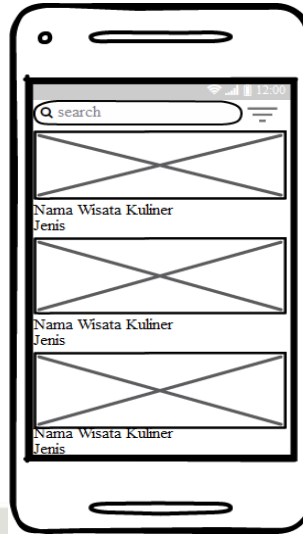 12:00
search
Nama Wisata Kuliner
Jenis
Nama Wisata Kuliner
Jenis
Nama Wisata Kuliner
Jenis